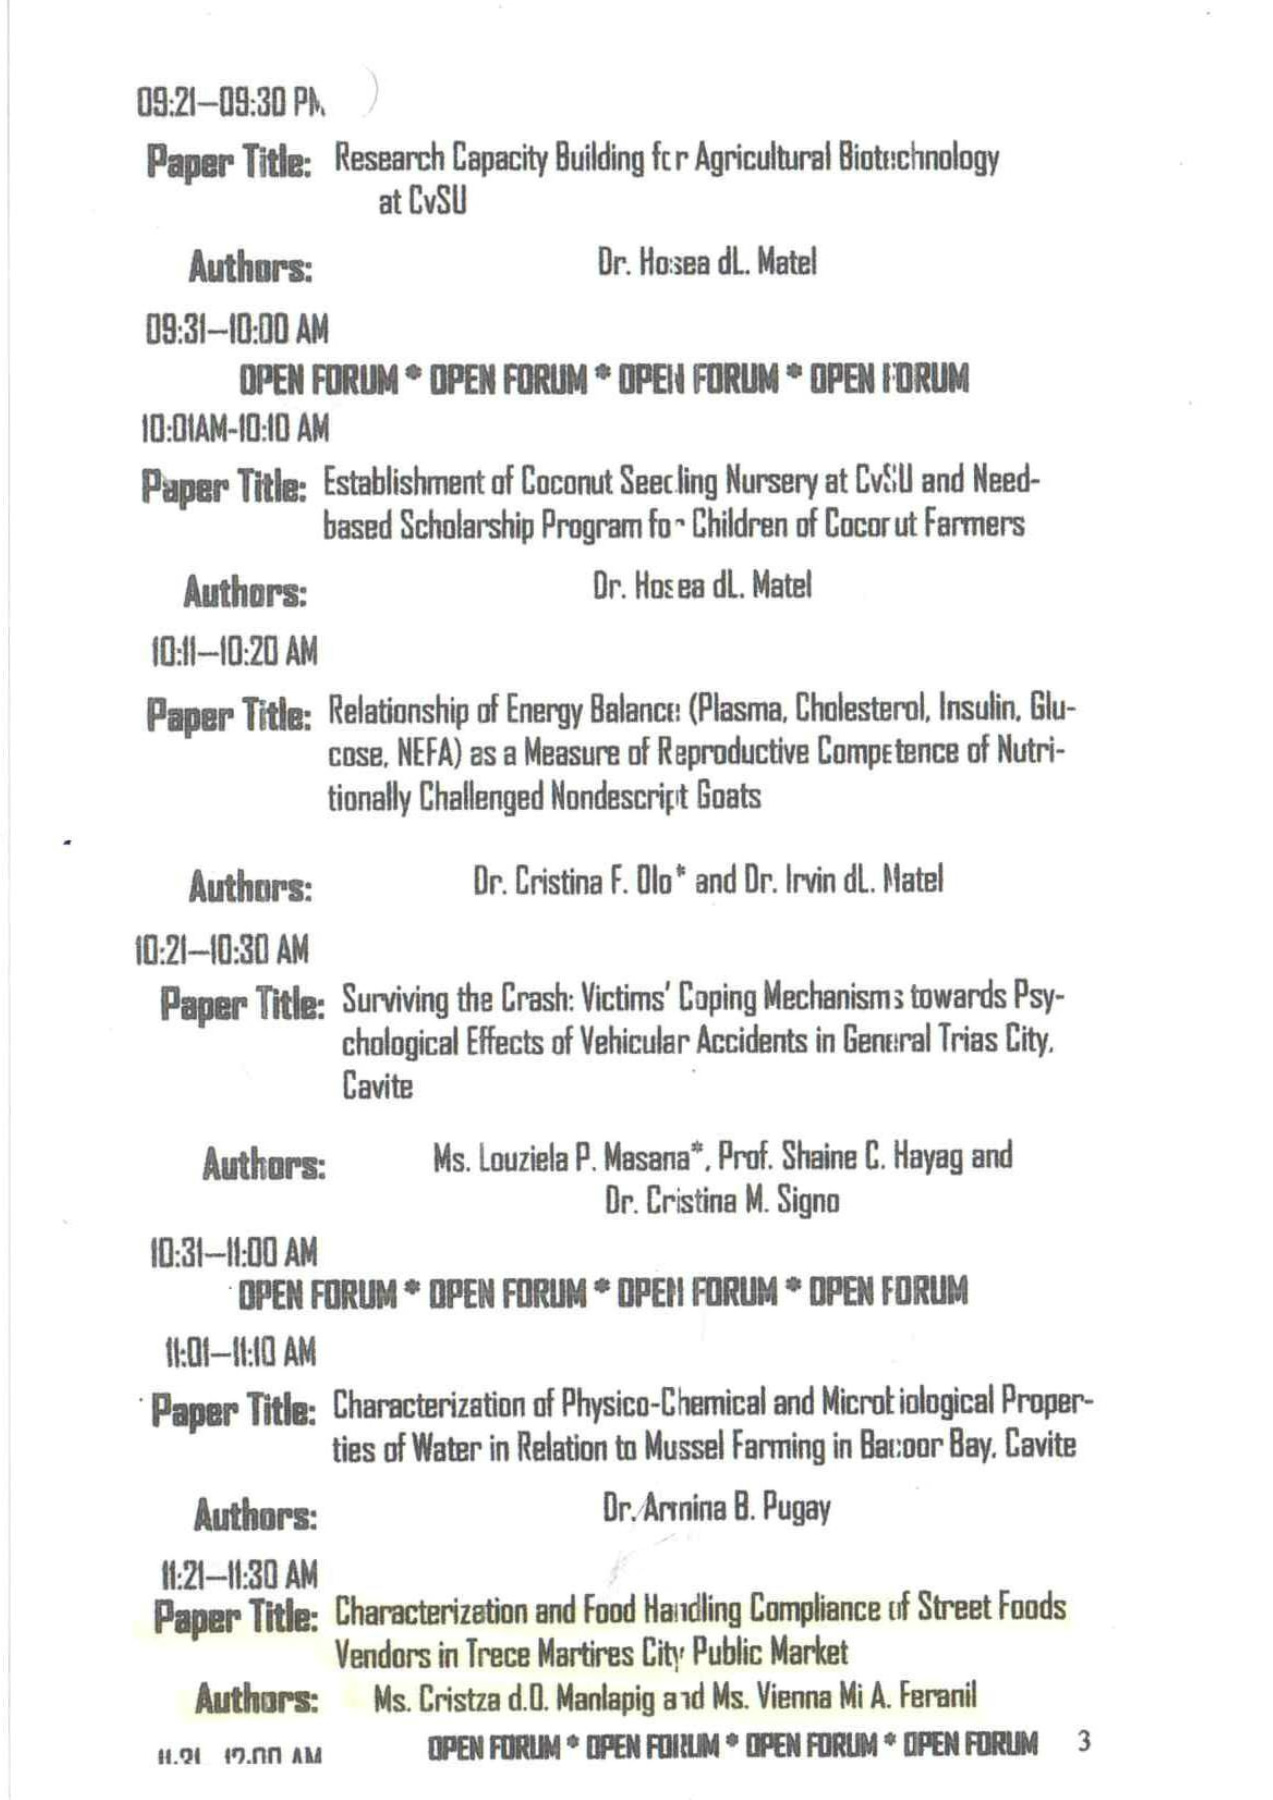 09:21—09:30 PM
Paper Title: Research Capacity Building for Agricultural Biotechnology
at CvSU
Authors: Dr. Hosea dL. Matel
09:31—10:00 AM
OPEN FORUM * OPEN FORUM * OPEN FORUM * OPEN FORUM
10:01AM-10:10 AM
Paper Title: Establishment of Coconut Seedling Nursery at CvSU and Need-
based Scholarship Program for Children of Coconut Farmers
Authors: Dr. Hosea dL. Matel
10:11—10:20 AM
Paper Title: Relationship of Energy Balance (Plasma, Cholesterol, Insulin, Glu-
cose, NEFA) as a Measure of Reproductive Competence of Nutri-
tionally Challenged Nondescript Goats
Authors: Dr. Cristina F. Olo* and Dr. Irvin dL. Matel
10:21—10:30 AM
Paper Title: Surviving the Crash: Victims' Coping Mechanisms towards Psy-
chological Effects of Vehicular Accidents in General Trias City,
Cavite
Authors: Ms. Louziela P. Masana*, Prof. Shaine C. Hayag and
Dr. Cristina M. Signo
10:31—11:00 AM
OPEN FORUM * OPEN FORUM * OPEN FORUM * OPEN FORUM
11:01—11:10 AM
Paper Title: Characterization of Physico-Chemical and Microbiological Proper-
ties of Water in Relation to Mussel Farming in Bacoor Bay, Cavite
Authors: Dr. Annina B. Pugay
11:21—11:30 AM
Paper Title: Characterization and Food Handling Compliance of Street Foods
Vendors in Trece Martires City Public Market
Authors: Ms. Cristza d.O. Manlapig and Ms. Vienna Mi A. Feranil
11:31—12:00 AM OPEN FORUM * OPEN FORUM * OPEN FORUM * OPEN FORUM 3